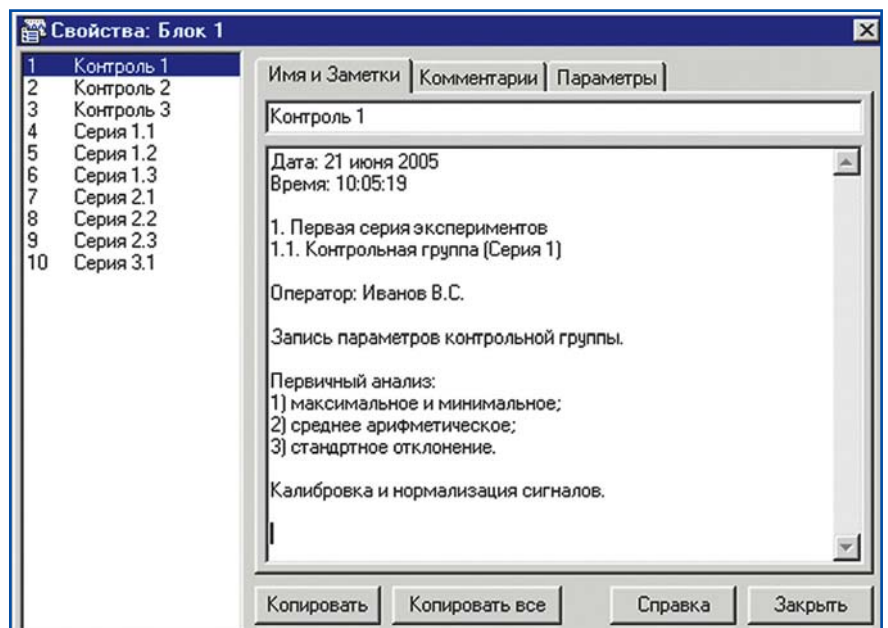 Свойства: Блок 1
1 Контроль 1
2 Контроль 2
3 Контроль 3
4 Серия 1.1
5 Серия 1.2
6 Серия 1.3
7 Серия 2.1
8 Серия 2.2
9 Серия 2.3
10 Серия 3.1
Имя и Заметки Комментарии Параметры
Контроль 1
Дата: 21 июня 2005
Время: 10:05:19
1. Первая серия экспериментов
1.1. Контрольная группа (Серия 1)
Оператор: Иванов В.С.
Запись параметров контрольной группы.
Первичный анализ:
1) максимальное и минимальное;
2) среднее арифметическое;
3) стандртное отклонение.
Калибровка и нормализация сигналов.
Копировать Копировать все Справка Закрыть